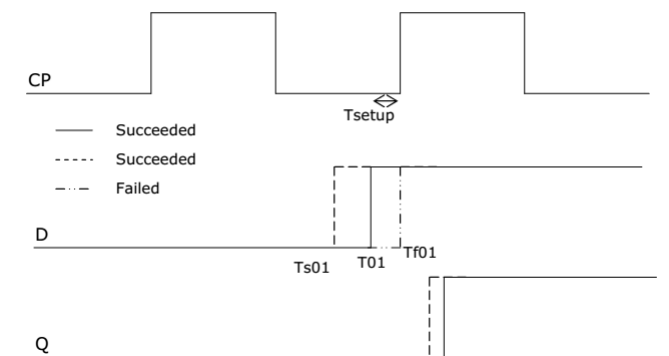 CP
Tsetup
Succeeded
Succeeded
Failed
D
Ts01
T01
Tf01
Q